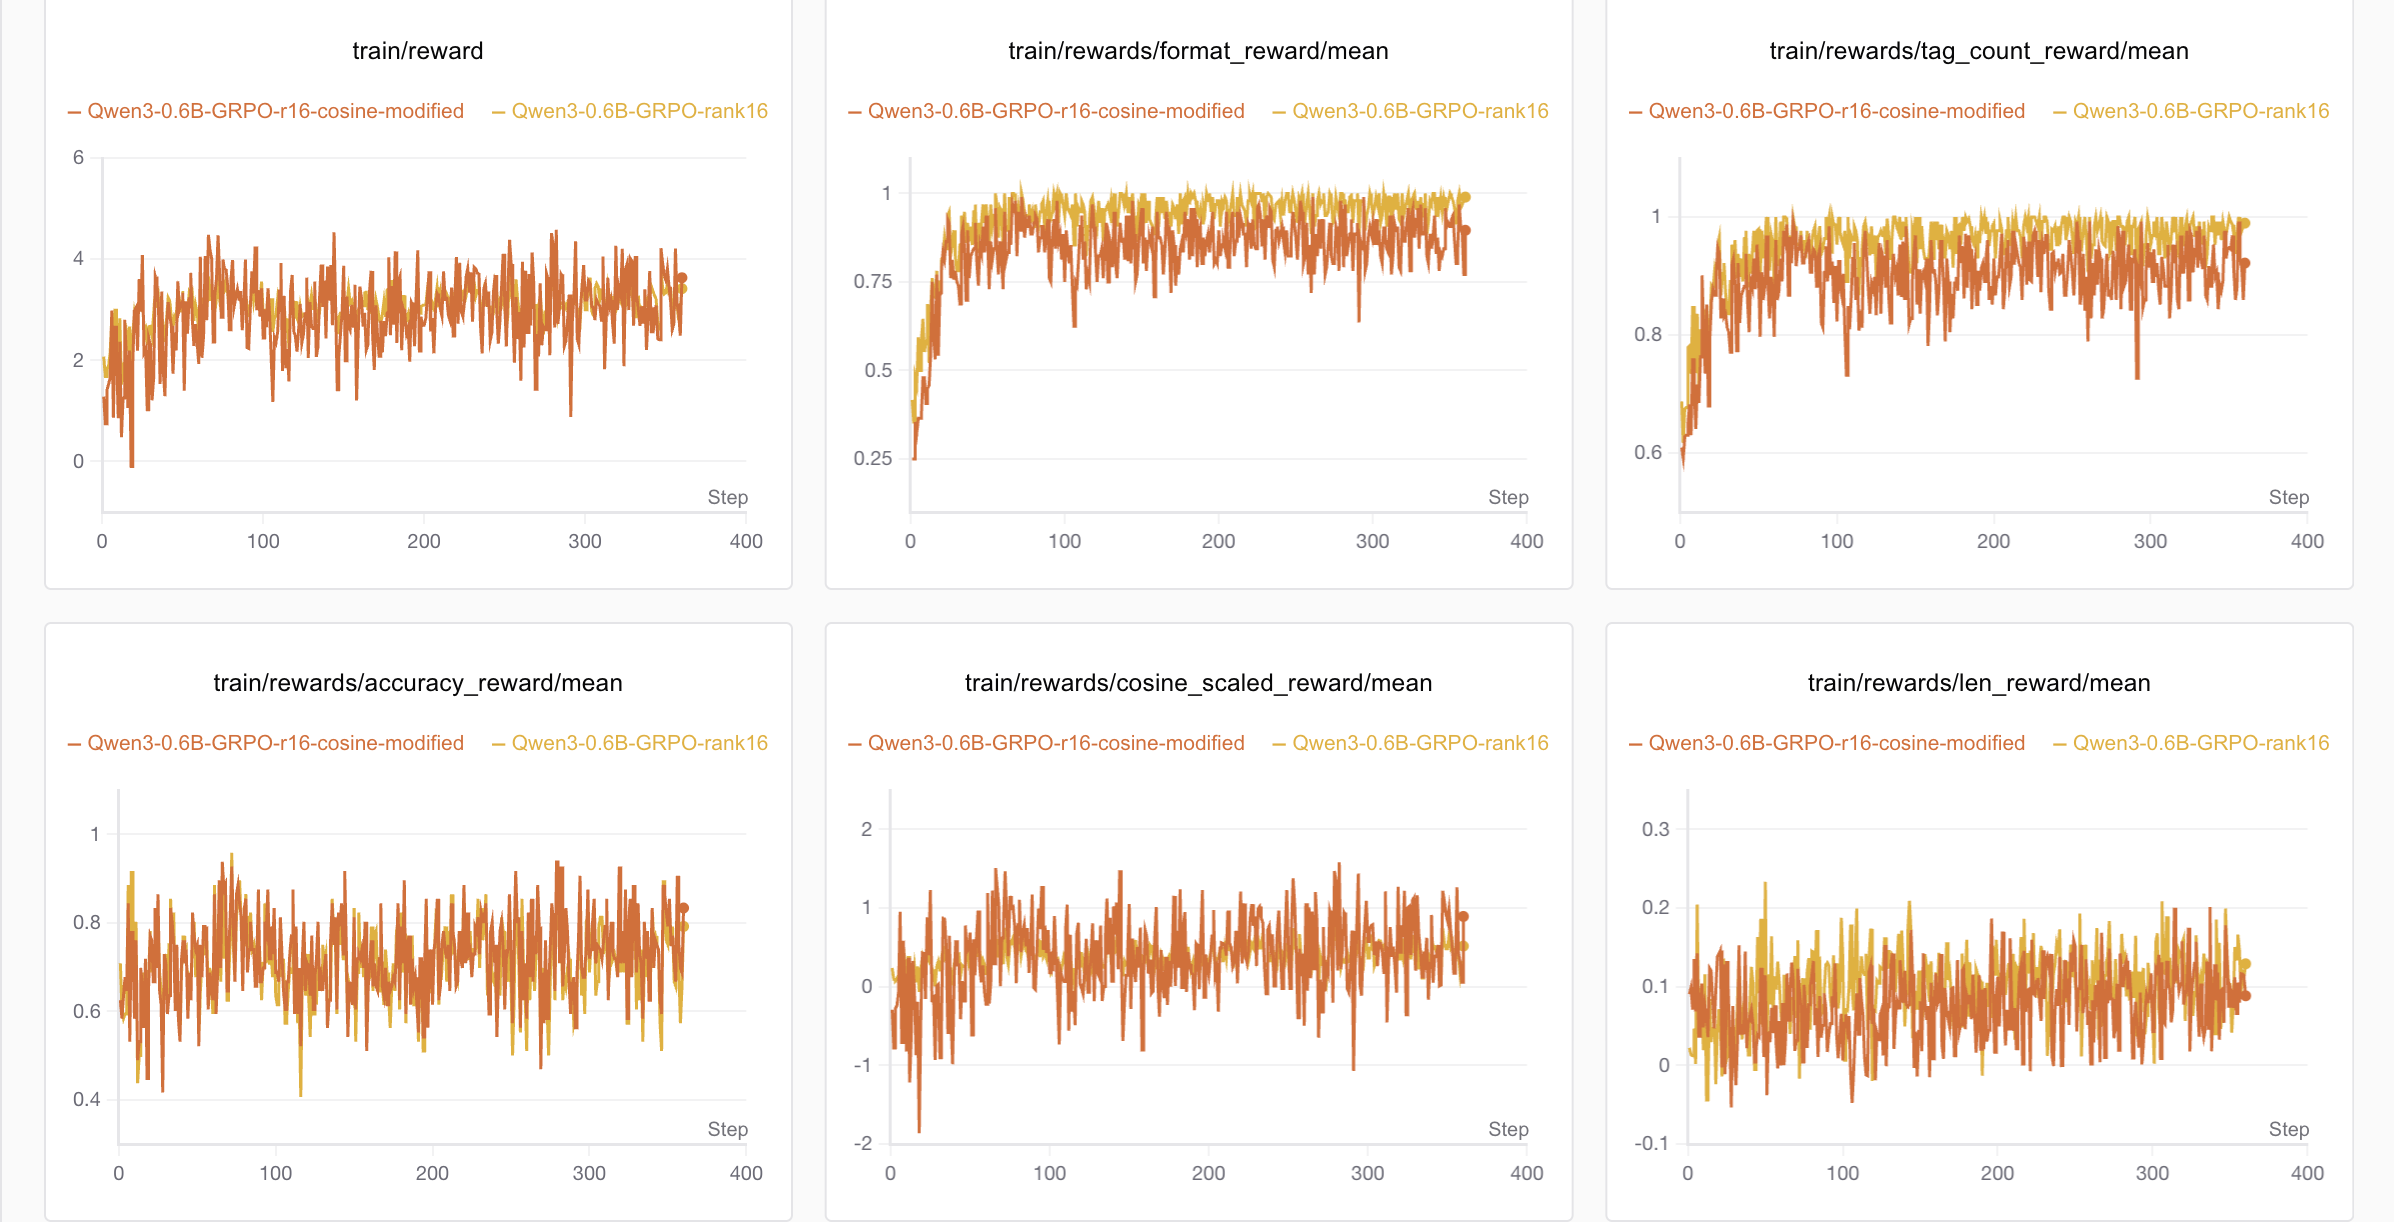 train/reward
Qwen3-0.6B-GRPO-r16-cosine-modified Qwen3-0.6B-GRPO-rank16
6
4
2
0
Step
0 100 200 300 400
train/rewards/format_reward/mean
Qwen3-0.6B-GRPO-r16-cosine-modified Qwen3-0.6B-GRPO-rank16
1
0.75
0.5
0.25
Step
0 100 200 300 400
train/rewards/tag_count_reward/mean
Qwen3-0.6B-GRPO-r16-cosine-modified Qwen3-0.6B-GRPO-rank16
1
0.8
0.6
Step
0 100 200 300 400
train/rewards/accuracy_reward/mean
Qwen3-0.6B-GRPO-r16-cosine-modified Qwen3-0.6B-GRPO-rank16
1
0.8
0.6
0.4
Step
0 100 200 300 400
train/rewards/cosine_scaled_reward/mean
Qwen3-0.6B-GRPO-r16-cosine-modified Qwen3-0.6B-GRPO-rank16
2
1
0
-1
-2
Step
0 100 200 300 400
train/rewards/len_reward/mean
Qwen3-0.6B-GRPO-r16-cosine-modified Qwen3-0.6B-GRPO-rank16
0.3
0.2
0.1
0
-0.1
Step
0 100 200 300 400